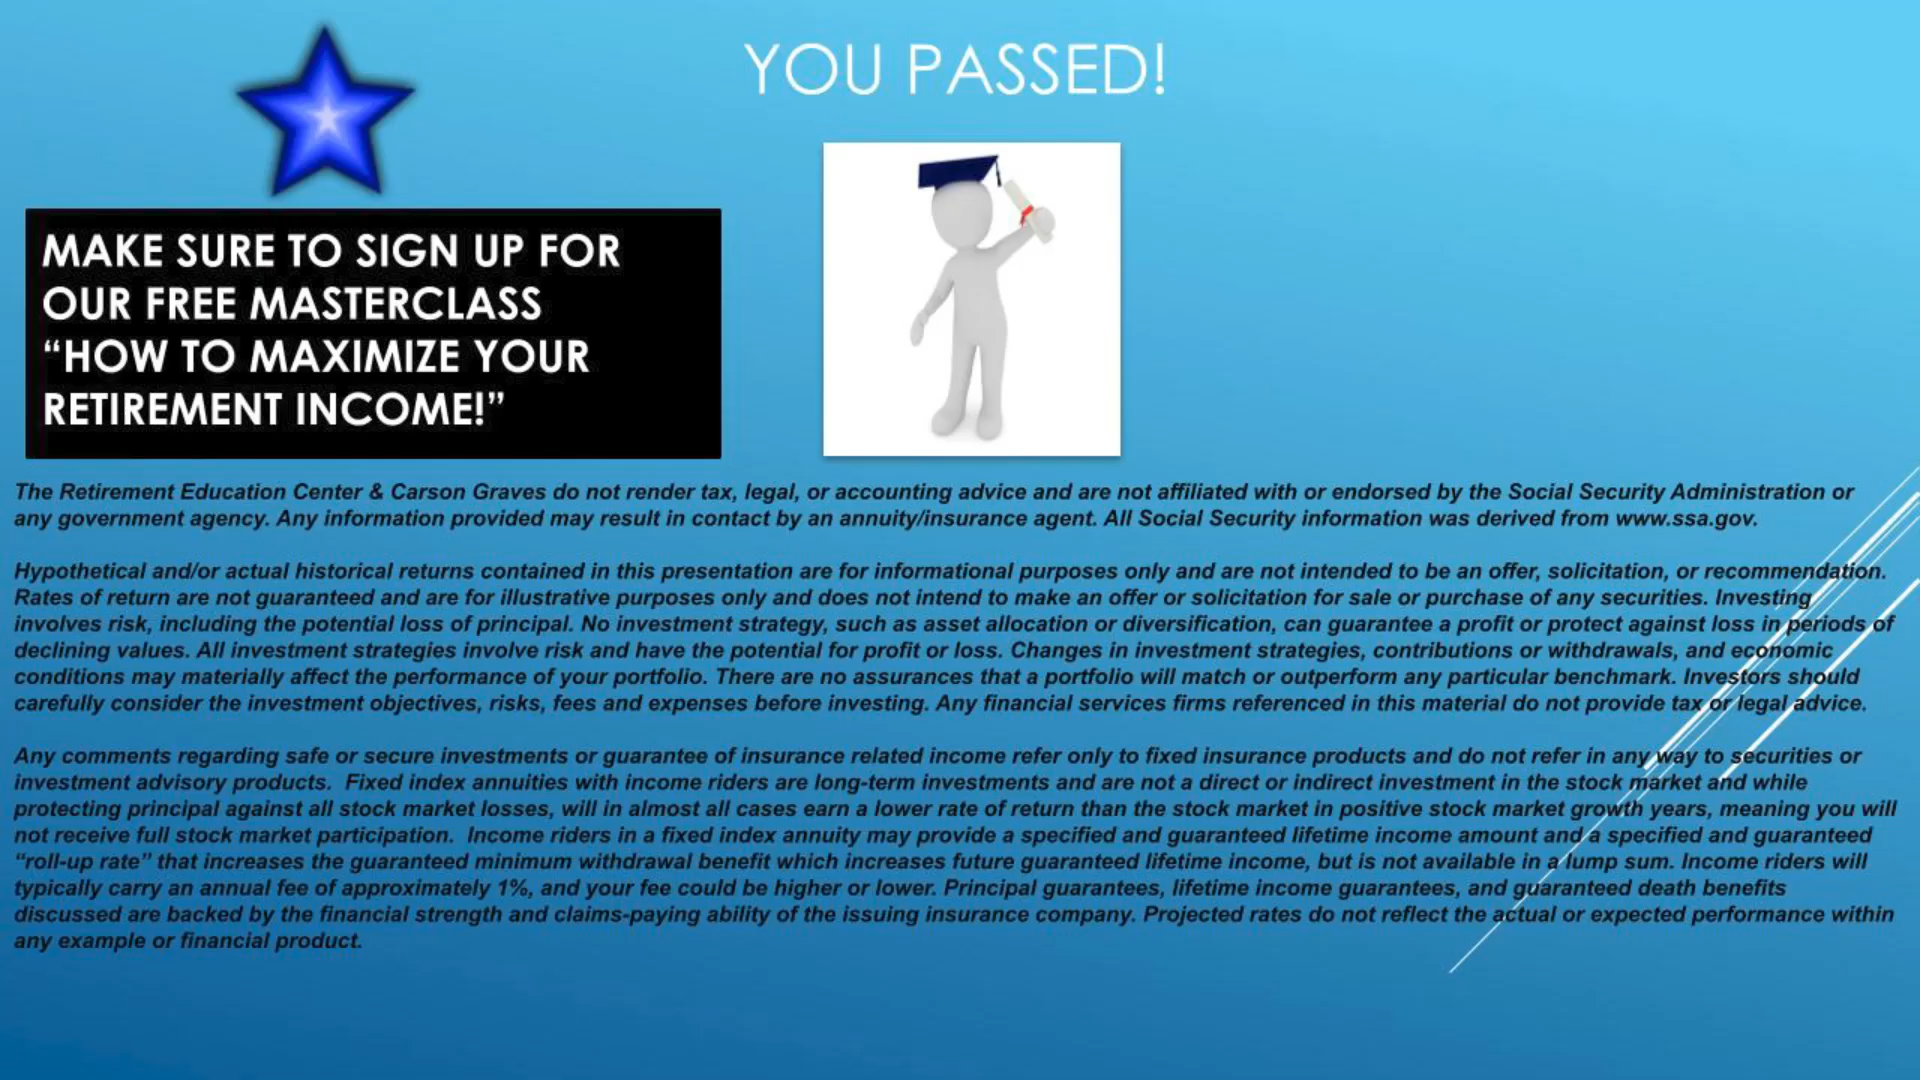 YOU PASSED!
MAKE SURE TO SIGN UP FOR
OUR FREE MASTERCLASS
“HOW TO MAXIMIZE YOUR
RETIREMENT INCOME!”
The Retirement Education Center & Carson Graves do not render tax, legal, or accounting advice and are not affiliated with or endorsed by the Social Security Administration or
any government agency. Any information provided may result in contact by an annuity/insurance agent. All Social Security information was derived from www.ssa.gov.
Hypothetical and/or actual historical returns contained in this presentation are for informational purposes only and are not intended to be an offer, solicitation, or recommendation.
Rates of return are not guaranteed and are for illustrative purposes only and does not intend to make an offer or solicitation for sale or purchase of any securities. Investing
involves risk, including the potential loss of principal. No investment strategy, such as asset allocation or diversification, can guarantee a profit or protect against loss in periods of
declining values. All investment strategies involve risk and have the potential for profit or loss. Changes in investment strategies, contributions or withdrawals, and economic
conditions may materially affect the performance of your portfolio. There are no assurances that a portfolio will match or outperform any particular benchmark. Investors should
carefully consider the investment objectives, risks, fees and expenses before investing. Any financial services firms referenced in this material do not provide tax or legal advice.
Any comments regarding safe or secure investments or guarantee of insurance related income refer only to fixed insurance products and do not refer in any way to securities or
investment advisory products.  Fixed index annuities with income riders are long-term investments and are not a direct or indirect investment in the stock market and while
protecting principal against all stock market losses, will in almost all cases earn a lower rate of return than the stock market in positive stock market growth years, meaning you will
not receive full stock market participation.  Income riders in a fixed index annuity may provide a specified and guaranteed lifetime income amount and a specified and guaranteed
“roll-up rate” that increases the guaranteed minimum withdrawal benefit which increases future guaranteed lifetime income, but is not available in a lump sum. Income riders will
typically carry an annual fee of approximately 1%, and your fee could be higher or lower. Principal guarantees, lifetime income guarantees, and guaranteed death benefits
discussed are backed by the financial strength and claims-paying ability of the issuing insurance company. Projected rates do not reflect the actual or expected performance within
any example or financial product.